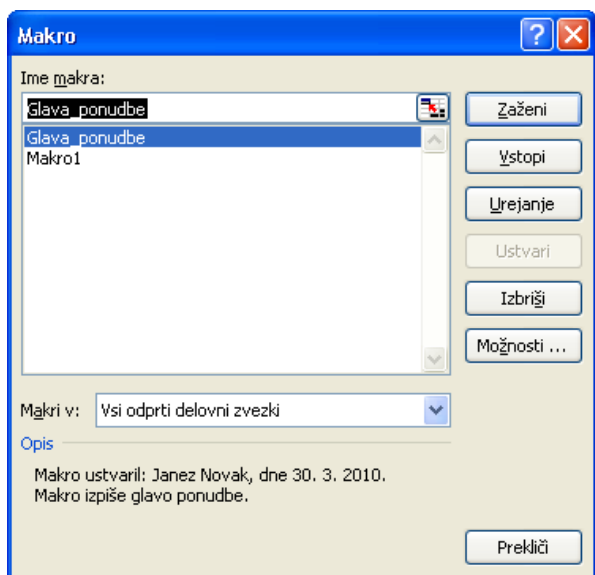 Makro
Ime makra:
Glava_ponudbe
Glava_ponudbe
Makro1
Zaženi
Vstopi
Urejanje
Ustvari
Izbriši
Možnosti ...
Makri v:
Vsi odprti delovni zvezki
Opis
Makro ustvaril: Janez Novak, dne 30. 3. 2010.
Makro izpiše glavo ponudbe.
Prekliči